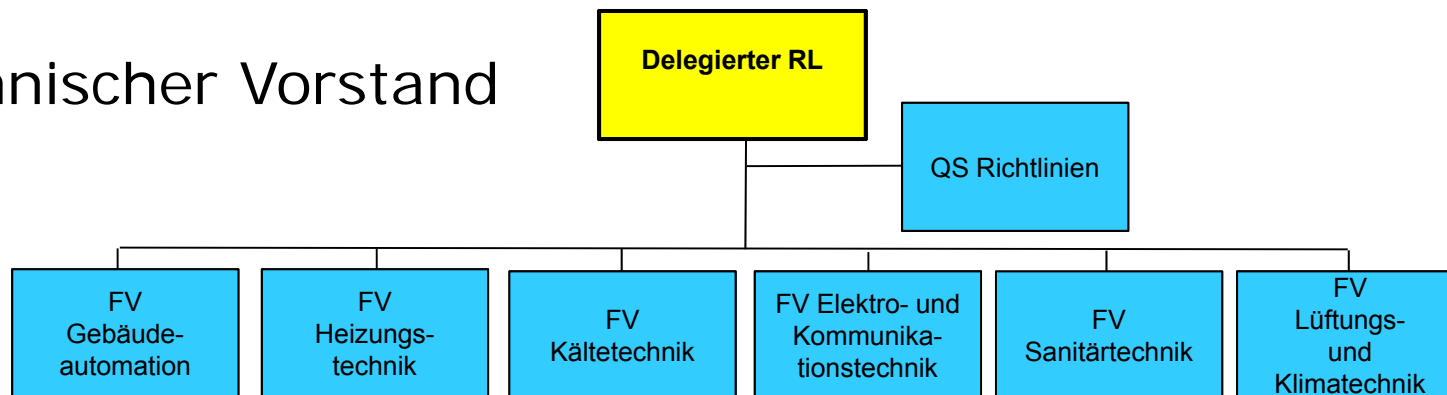 nischer Vorstand
Delegierter RL
QS Richtlinien
FV
Gebäude-
automation
FV
Heizungs-
technik
FV
Kältetechnik
FV Elektro- und
Kommunika-
tionstechnik
FV
Sanitärtechnik
FV
Lüftungs-
und
Klimatechnik